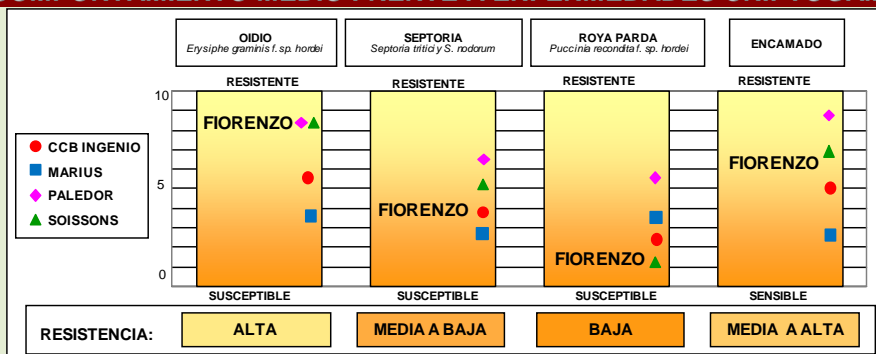 OIDIO
Erysiphe graminis f. sp. hordei
SEPTORIA
Septoria tritici y S. nodorum
ROYA PARDA
Puccinia recondita f. sp. hordei
ENCAMADO
RESISTENTE
RESISTENTE
RESISTENTE
RESISTENTE
10
5
0
CCB INGENIO
MARIUS
PALEDOR
SOISSONS
FIORENZO
FIORENZO
FIORENZO
FIORENZO
SUSCEPTIBLE
SUSCEPTIBLE
SUSCEPTIBLE
SENSIBLE
RESISTENCIA:
ALTA
MEDIA A BAJA
BAJA
MEDIA A ALTA